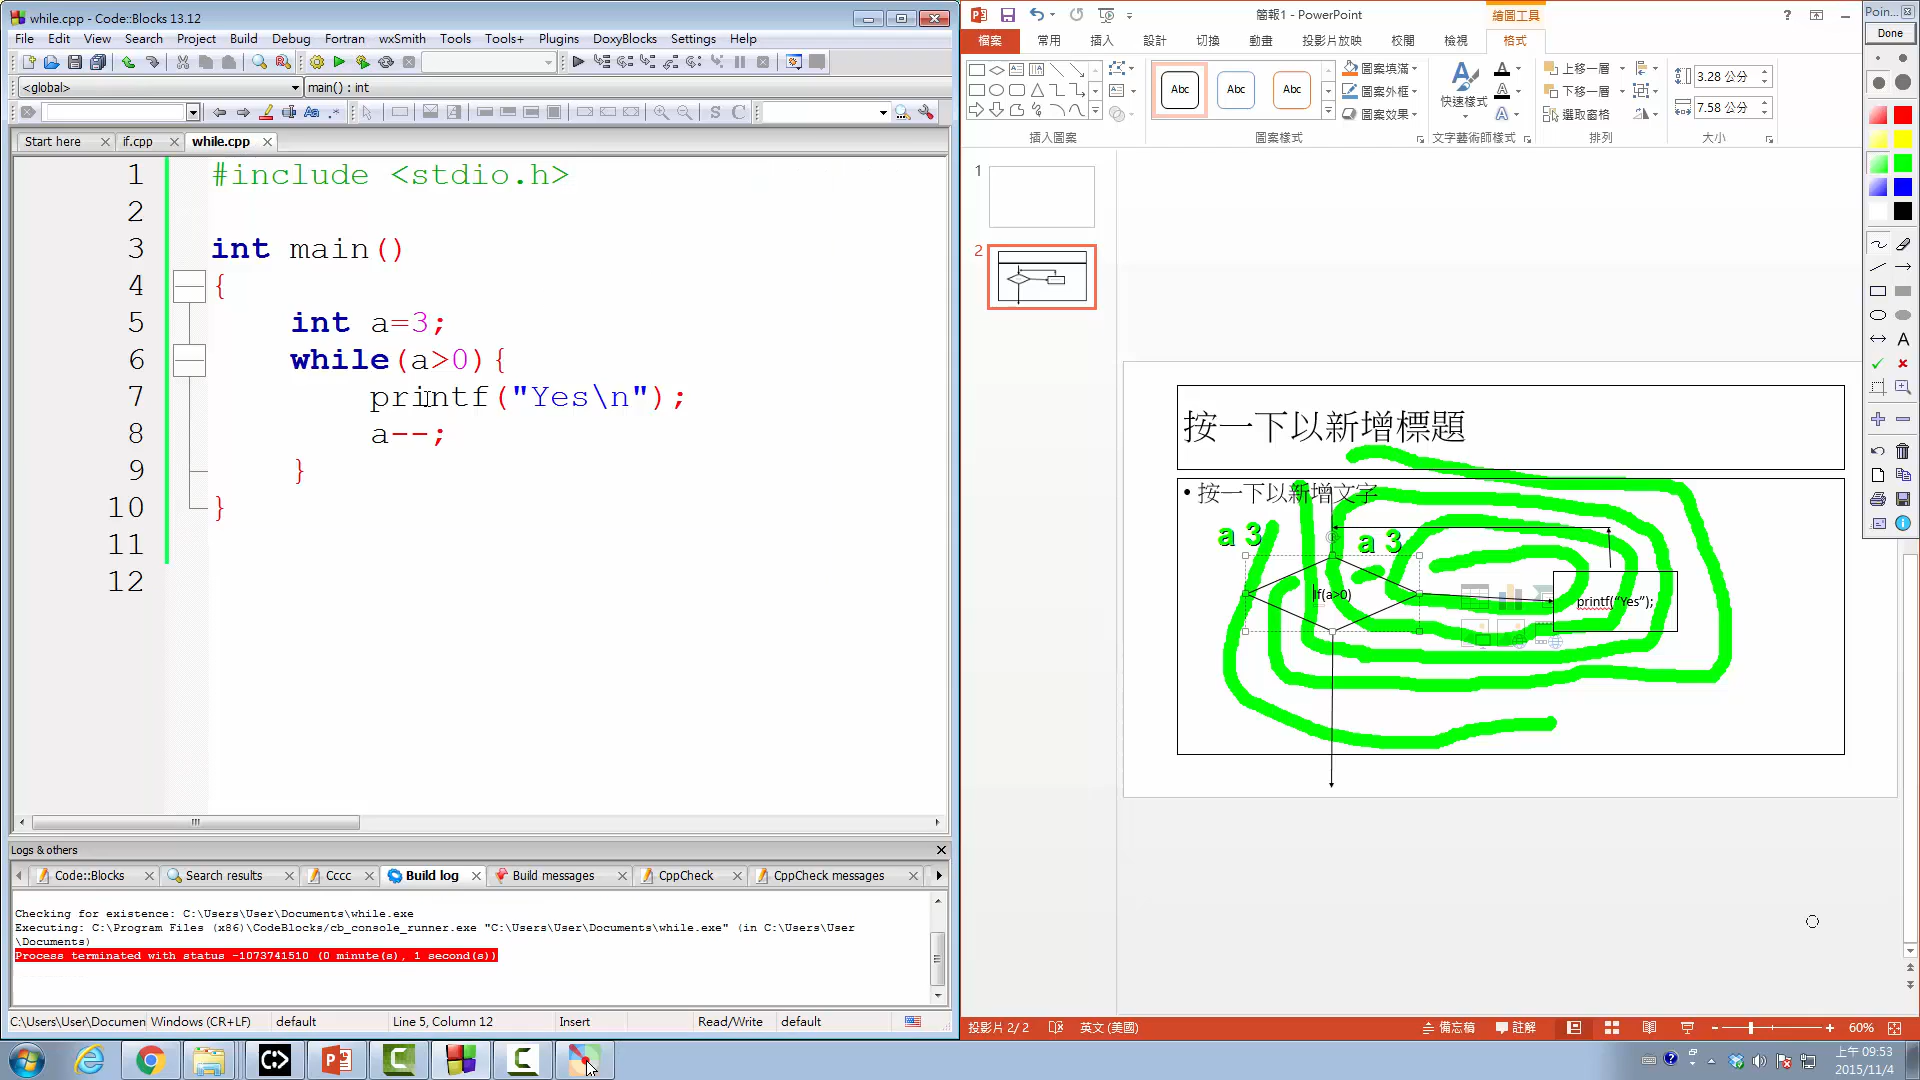 while.cpp - Code::Blocks 13.12
File Edit View Search Project Build Debug Fortran wxSmith Tools Tools+ Plugins DoxyBlocks Settings Help
<global> main() : int
Start here if.cpp while.cpp
1 #include <stdio.h>
2
3 int main()
4 {
5 int a=3;
6 while(a>0){
7 printf("Yes\n");
8 a--;
9 }
10 }
11
12
Logs & others
Code::Blocks Search results Cccc Build log Build messages CppCheck CppCheck messages
Checking for existence: C:\Users\User\Documents\while.exe
Executing: C:\Program Files (x86)\CodeBlocks/cb_console_runner.exe "C:\Users\User\Documents\while.exe" (in C:\Users\User
\Documents)
Process terminated with status -1073741510 (0 minute(s), 1 second(s))
C:\Users\User\Documen Windows (CR+LF) default Line 5, Column 12 Insert Read/Write default
簡報1 - PowerPoint
繪圖工具
檔案 常用 插入 設計 切換 動畫 投影片放映 校閱 檢視 格式
Abc Abc Abc
圖案填滿
圖案外框
圖案效果
快速樣式
上移一層
下移一層
選取窗格
3.28 公分
7.58 公分
插入圖案 圖案樣式 文字藝術師樣式 排列 大小
1
2
按一下以新增標題
• 按一下以新增文字
a 3
a 3
if(a>0)
printf(“Yes”);
投影片 2/ 2 英文 (美國) 備忘稿 註解 60%
Poin...
Done
上午 09:53
2015/11/4